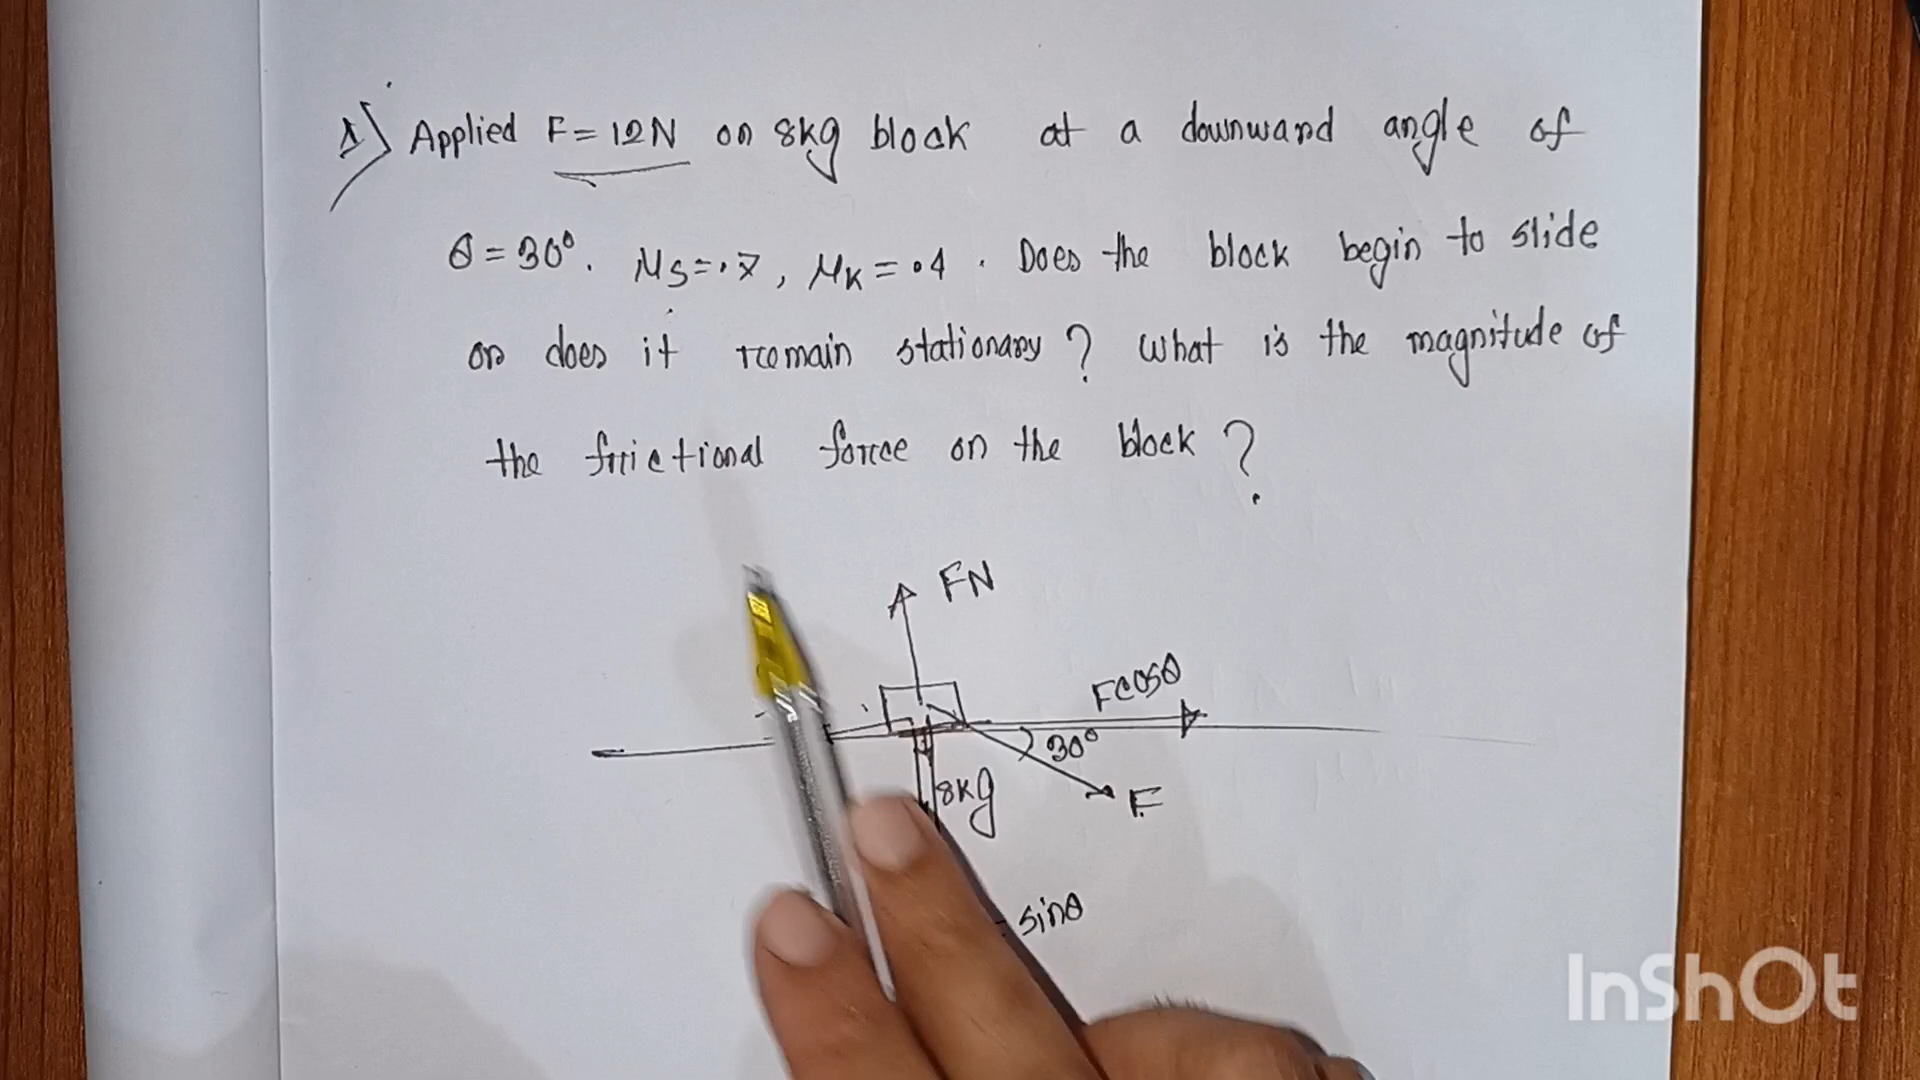 1) Applied F = 12N on 8kg block at a downward angle of
θ = 30°. μs = .7, μk = .4 . Does the block begin to slide
or does it remain stationary? What is the magnitude of
the frictional force on the block?
FN
Fcosθ
30°
8kg
F
sinθ
InShOt